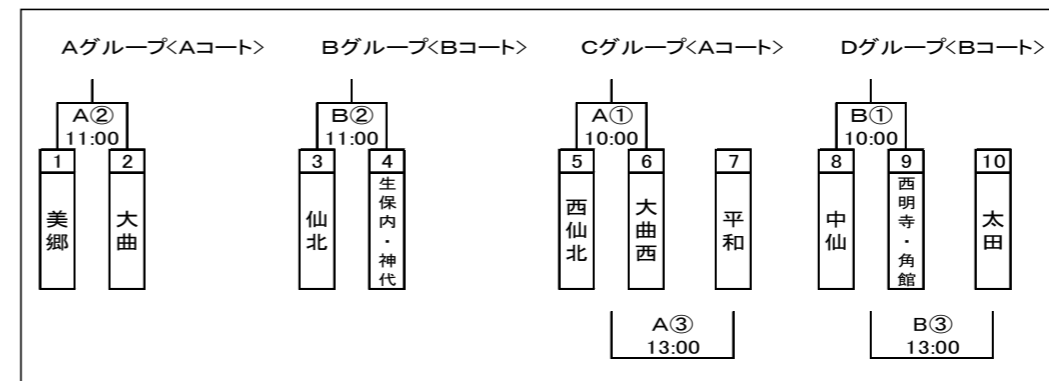 Aグループ<Aコート>
Bグループ<Bコート>
Cグループ<Aコート>
Dグループ<Bコート>
A②
11:00
B②
11:00
A①
10:00
B①
10:00
1
2
3
4
5
6
7
8
9
10
美郷
大曲
仙北
生保内・神代
西仙北
大曲西
平和
中仙
西明寺・角館
太田
A③
13:00
B③
13:00